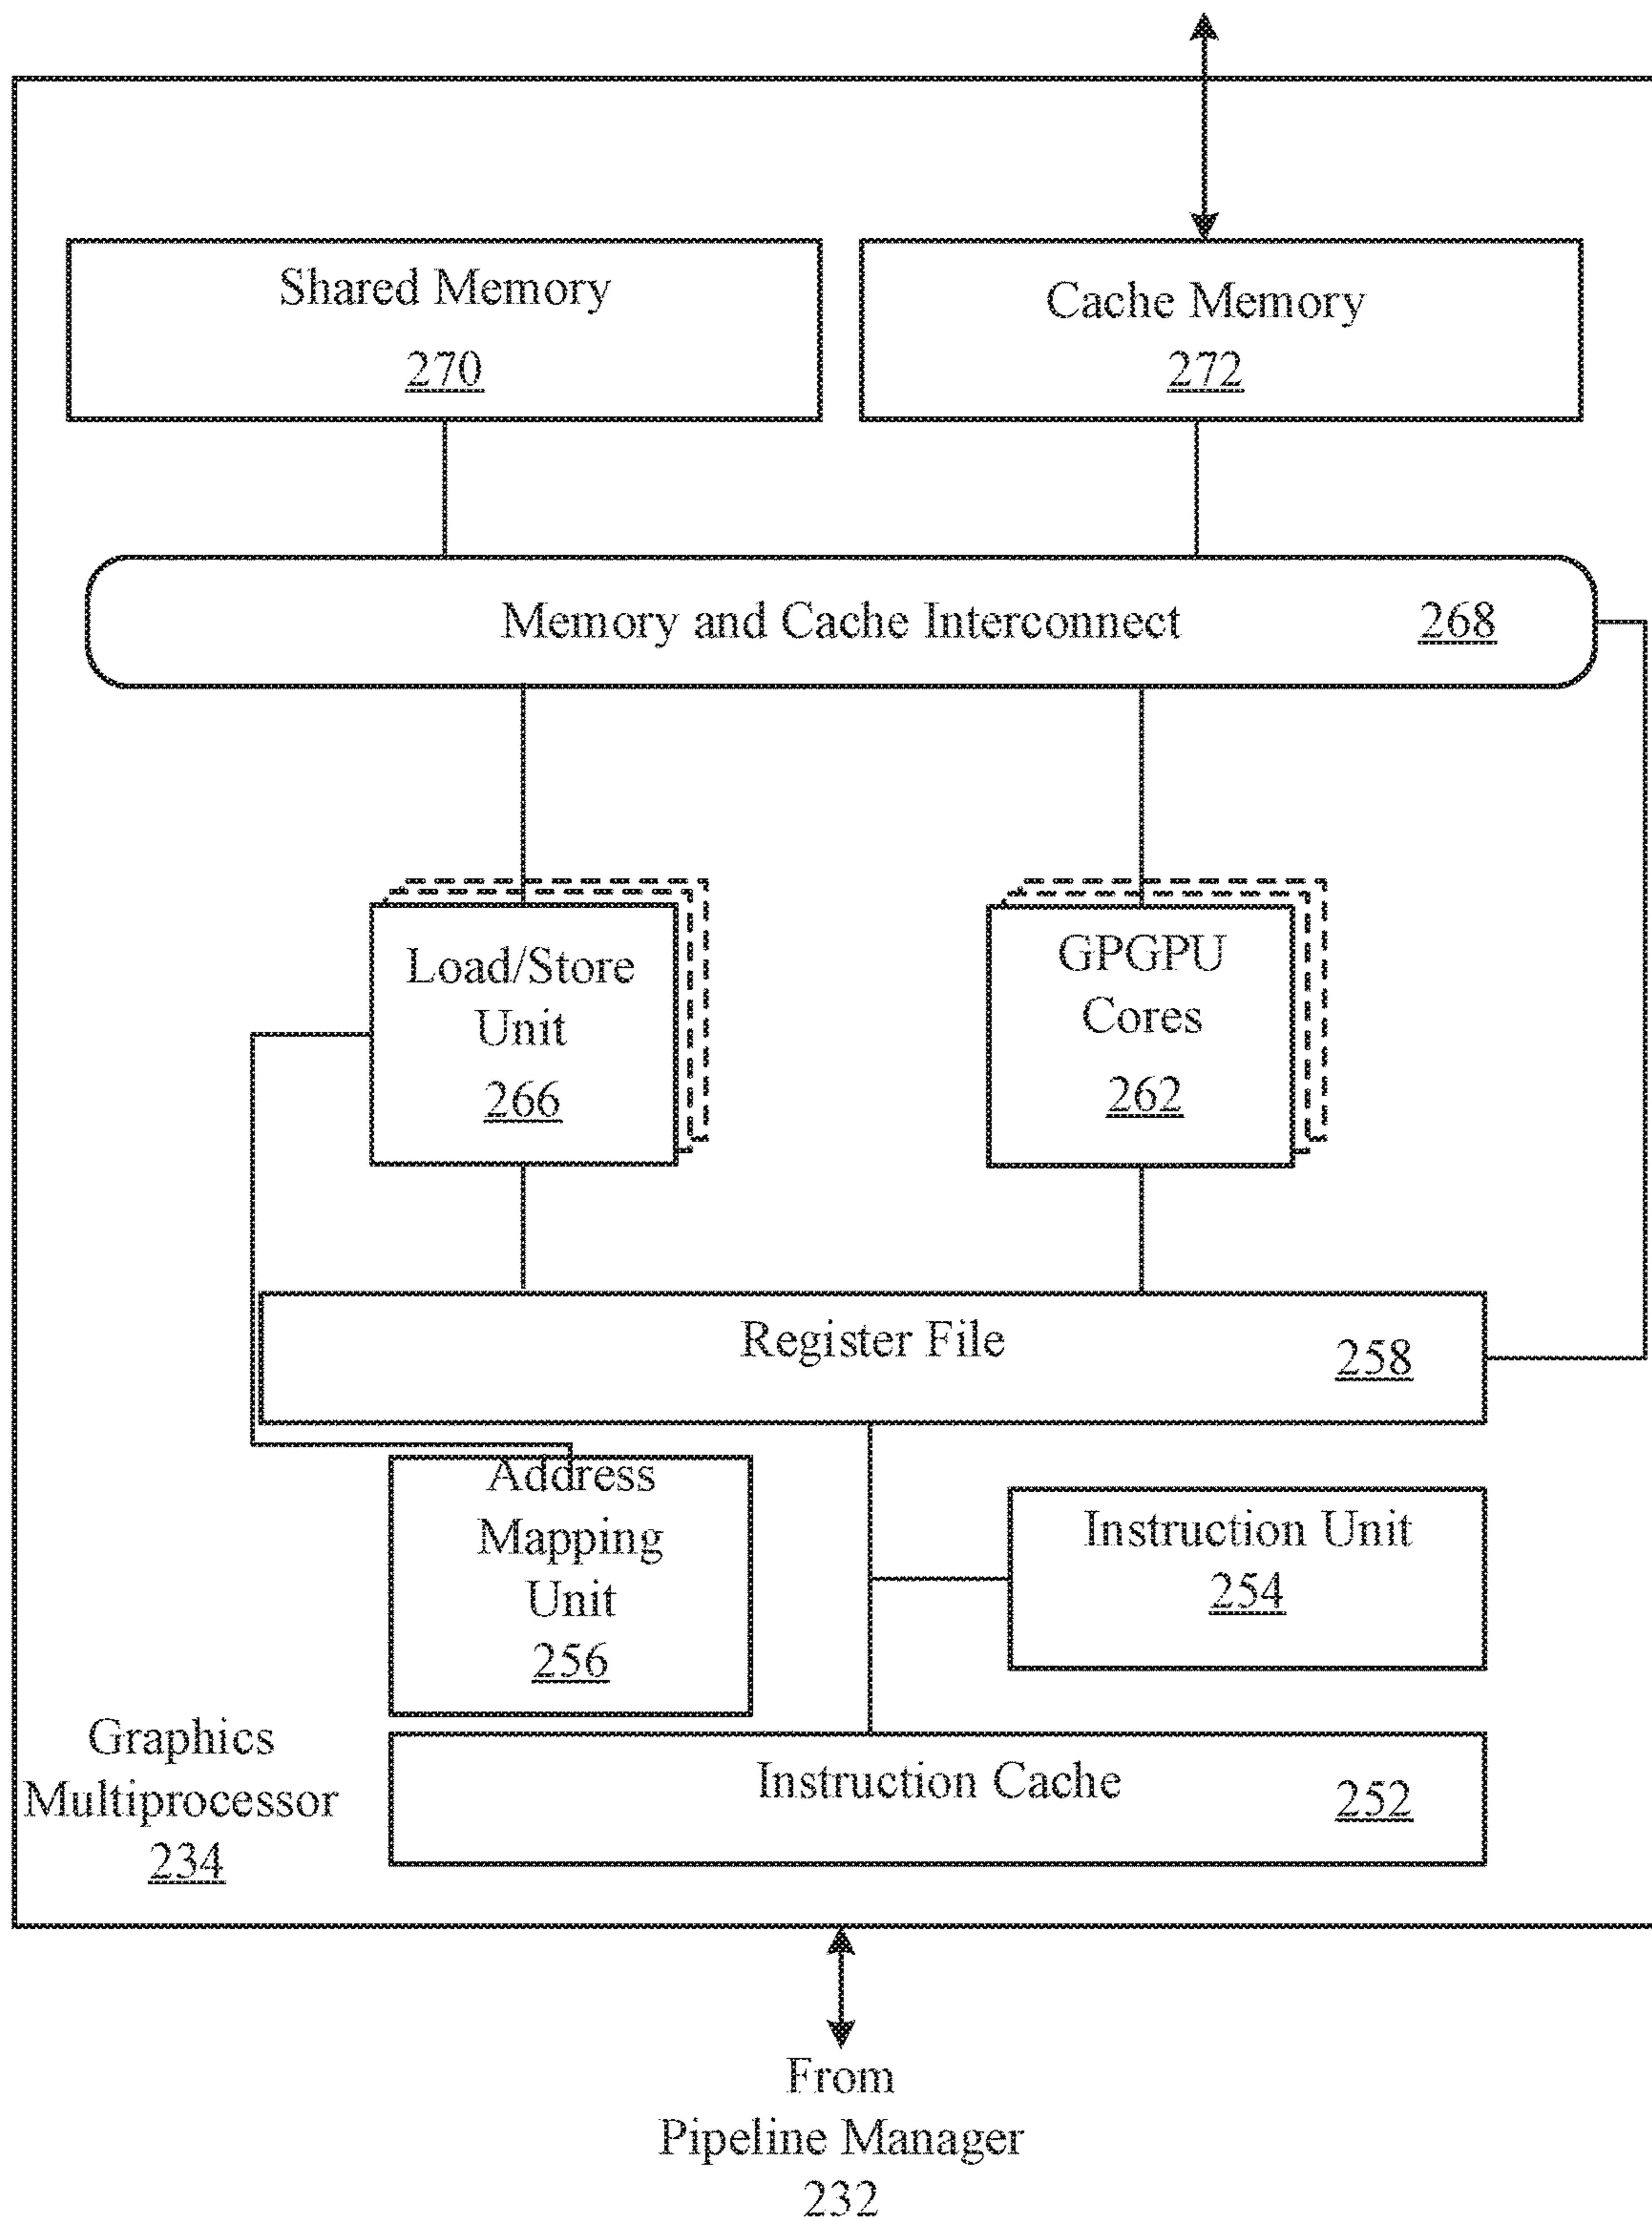 Shared Memory
270
Cache Memory
272
Memory and Cache Interconnect 268
Load/Store
Unit
266
GPGPU
Cores
262
Register File 258
Address
Mapping
Unit
256
Instruction Unit
254
Graphics
Multiprocessor
234
Instruction Cache 252
From
Pipeline Manager
232